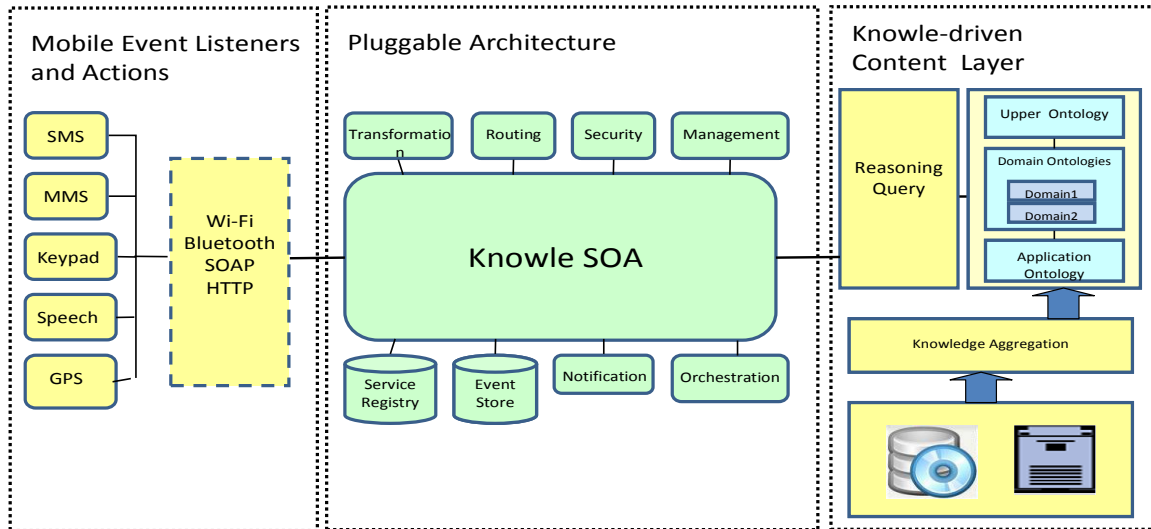 Mobile Event Listeners
and Actions
SMS
MMS
Keypad
Speech
GPS
Wi-Fi
Bluetooth
SOAP
HTTP
Pluggable Architecture
Transformatio
n
Routing
Security
Management
Knowle SOA
Service
Registry
Event
Store
Notification
Orchestration
Knowle-driven
Content Layer
Reasoning
Query
Upper Ontology
Domain Ontologies
Domain1
Domain2
Application
Ontology
Knowledge Aggregation